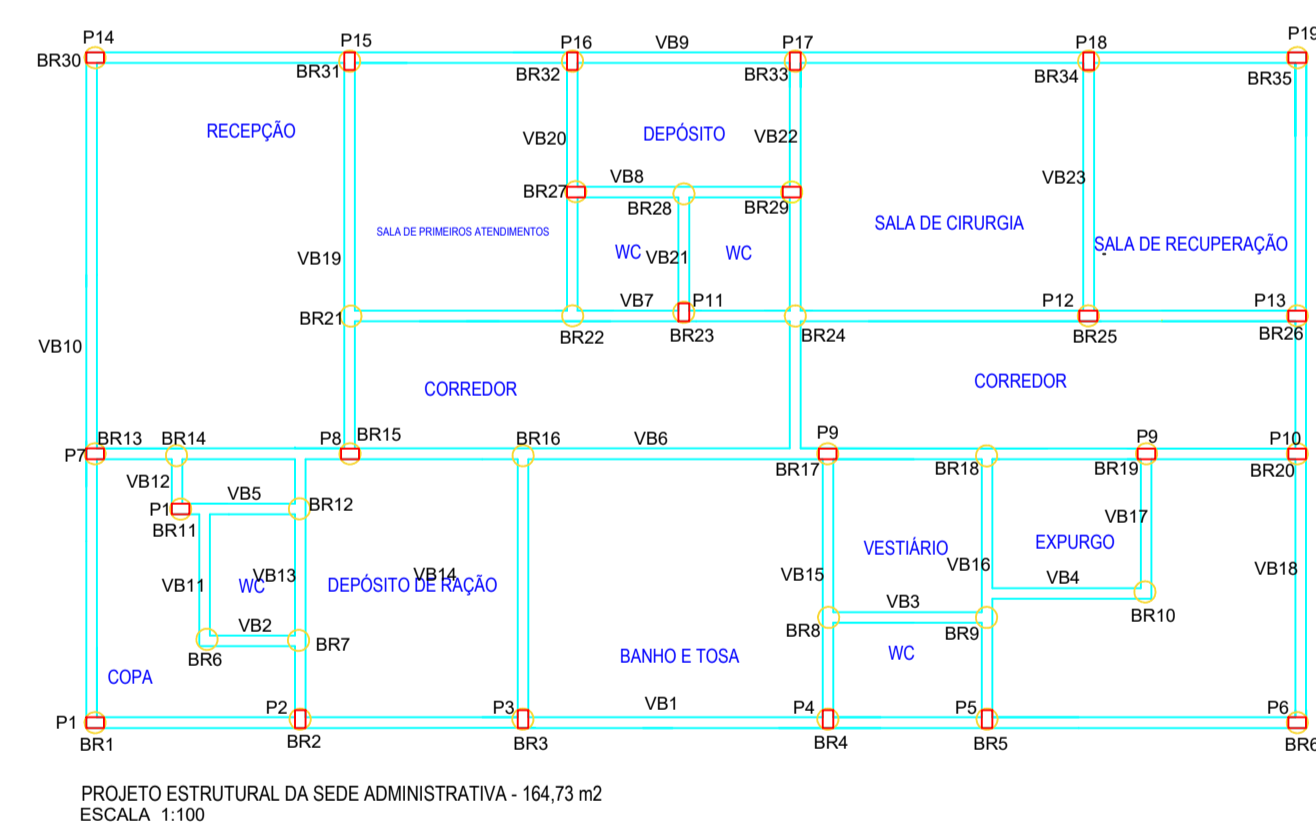 P14
P15
P16
VB9
P17
P18
P19
BR30
BR31
BR32
BR33
BR34
BR35
RECEPÇÃO
VB20
DEPÓSITO
VB22
VB8
VB23
BR27
BR28
BR29
SALA DE PRIMEIROS ATENDIMENTOS
SALA DE CIRURGIA
SALA DE RECUPERAÇÃO
VB19
WC
VB21
WC
VB7
P11
P12
P13
BR21
BR22
BR23
BR24
BR25
BR26
VB10
CORREDOR
CORREDOR
BR13
BR14
P8
BR15
BR16
VB6
P9
P9
P10
P7
BR17
BR18
BR19
BR20
VB12
VB5
P1
BR12
BR11
VB17
VESTIÁRIO
EXPURGO
VB11
WC
VB13
DEPÓSITO DE RAÇÃO
VB14
VB15
VB16
VB4
VB18
VB2
VB3
BR10
BR6
BR7
BR8
BR9
COPA
BANHO E TOSA
WC
P1
P2
P3
VB1
P4
P5
P6
BR1
BR2
BR3
BR4
BR5
BR6
PROJETO ESTRUTURAL DA SEDE ADMINISTRATIVA - 164,73 m2
ESCALA 1:100